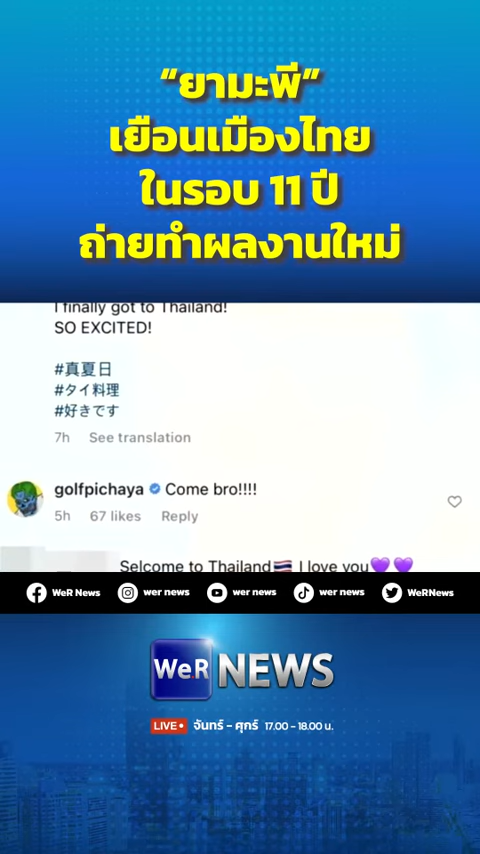 “ยามะพี”
เยือนเมืองไทย
ในรอบ 11 ปี
ถ่ายทำผลงานใหม่
I finally got to Thailand!
SO EXCITED!
#真夏日
#タイ料理
#好きです
7h See translation
golfpichaya Come bro!!!!
5h 67 likes Reply
Selcome to Thailand🇹🇭 I love you💜💜
WeR News wer news wer news wer news WeRNews
WeR NEWS
LIVE จันทร์ - ศุกร์ 17.00 - 18.00 น.